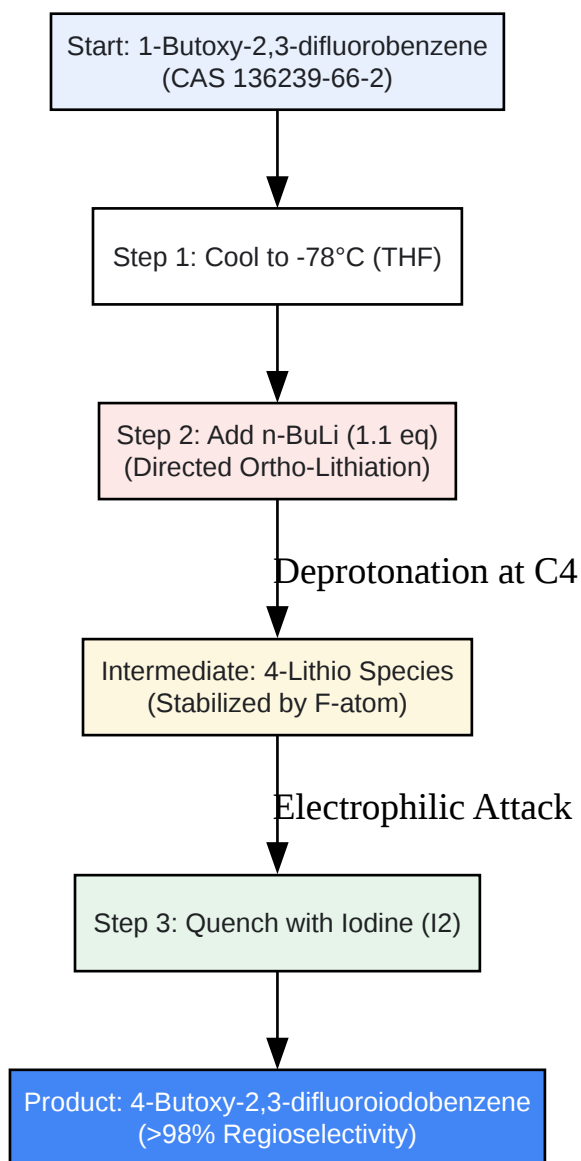 Start: 1-Butoxy-2,3-difluorobenzene
(CAS 136239-66-2)
Step 1: Cool to -78°C (THF)
Step 2: Add n-BuLi (1.1 eq)
(Directed Ortho-Lithiation)
Deprotonation at C4
Intermediate: 4-Lithio Species
(Stabilized by F-atom)
Electrophilic Attack
Step 3: Quench with Iodine (I2)
Product: 4-Butoxy-2,3-difluoroiodobenzene
(>98% Regioselectivity)